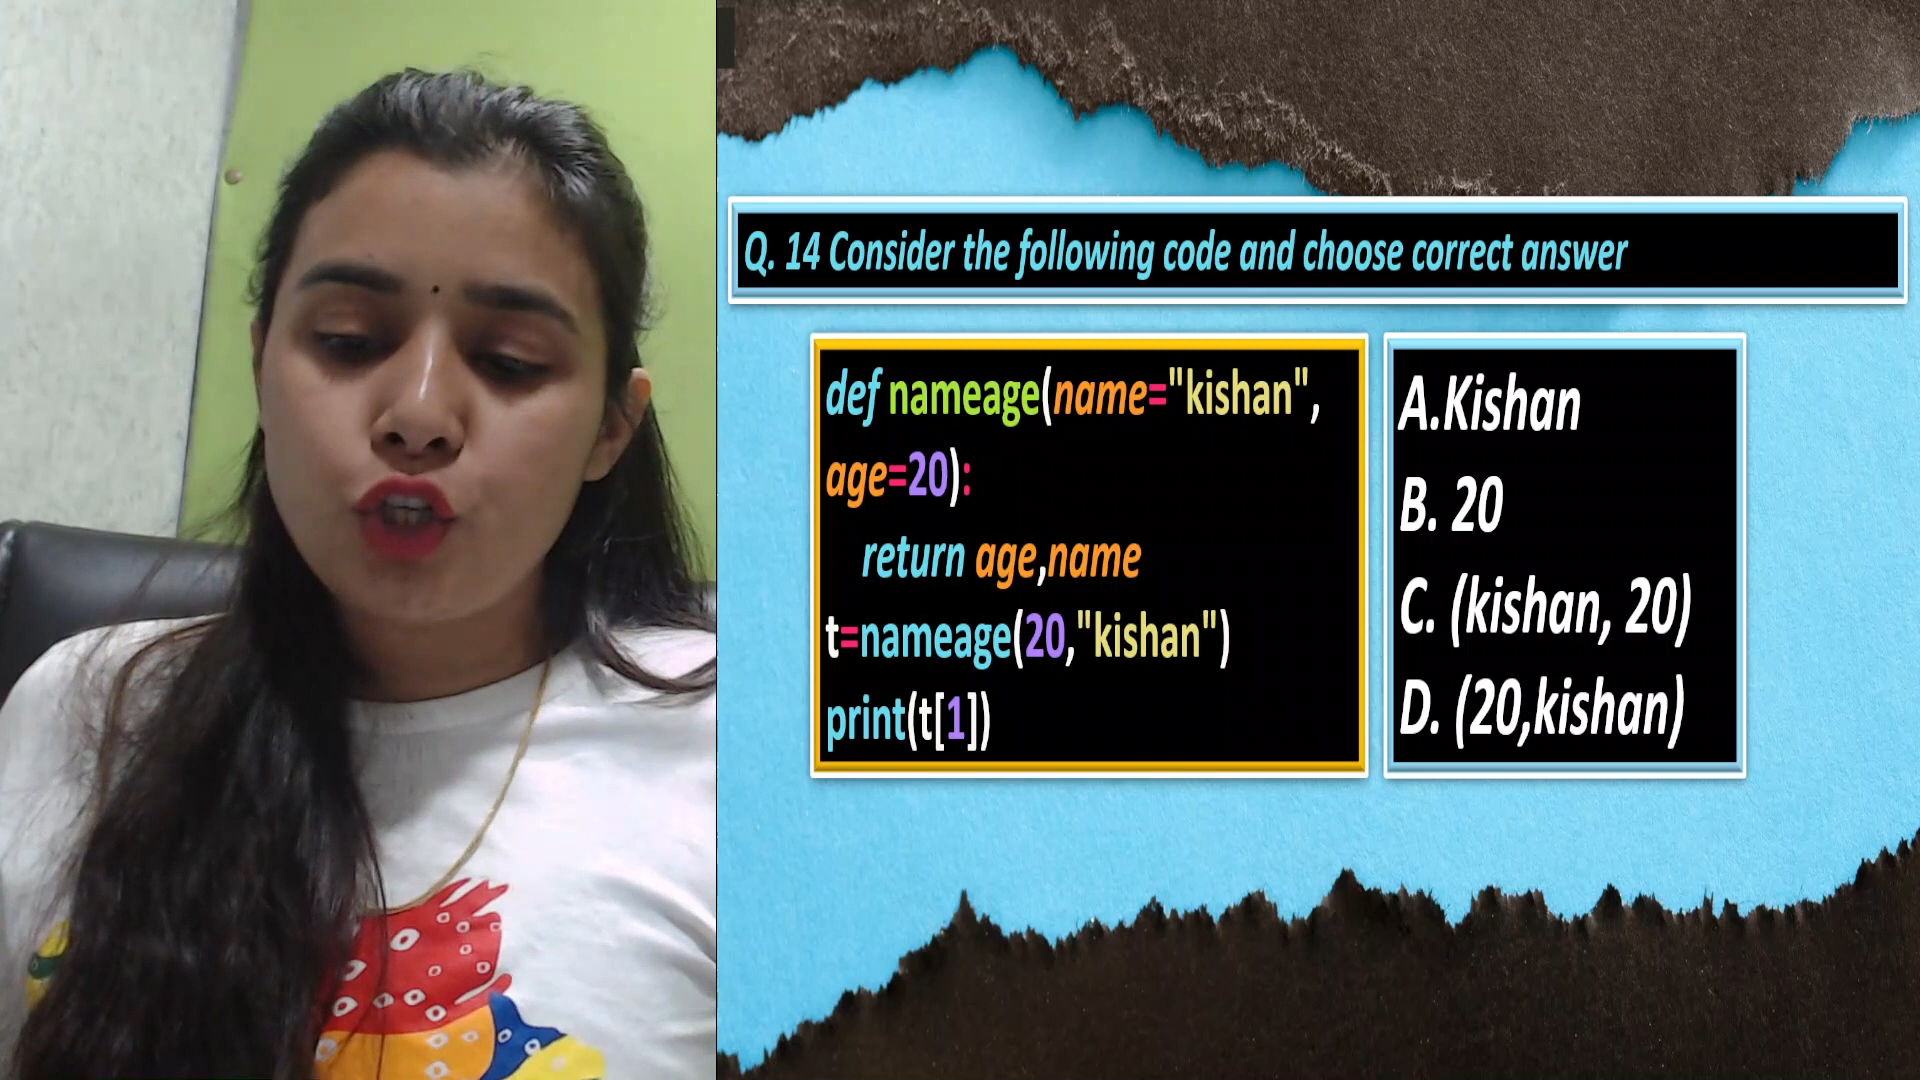 Q. 14 Consider the following code and choose correct answer
def nameage(name="kishan",
age=20):
return age,name
t=nameage(20,"kishan")
print(t[1])
A.Kishan
B. 20
C. (kishan, 20)
D. (20,kishan)